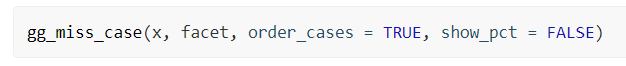 gg_miss_case(x, facet, order_cases = TRUE, show_pct = FALSE)